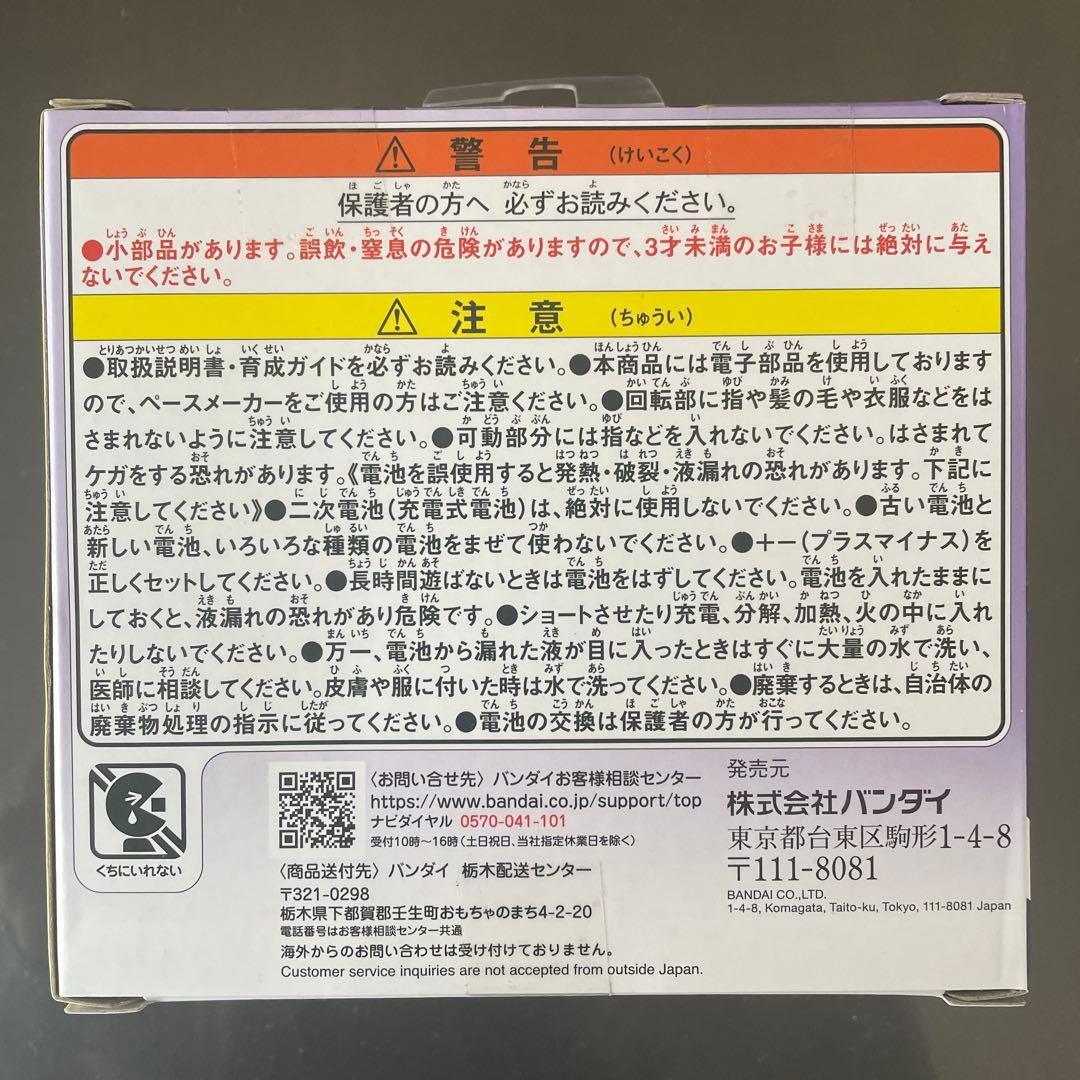 警告 (けいこく)
保護者の方へ 必ずお読みください。
●小部品があります。誤飲・窒息の危険がありますので、3才未満のお子様には絶対に与え
ないでください。
注意 (ちゅうい)
●取扱説明書・育成ガイドを必ずお読みください。●本商品には電子部品を使用しております
ので、ペースメーカーをご使用の方はご注意ください。●回転部に指や髪の毛や衣服などをは
さまれないように注意してください。●可動部分には指などを入れないでください。はさまれて
ケガをする恐れがあります。《電池を誤使用すると発熱・破裂・液漏れの恐れがあります。下記に
注意してください》●二次電池(充電式電池)は、絶対に使用しないでください。●古い電池と
新しい電池、いろいろな種類の電池をまぜて使わないでください。●+−(プラスマイナス)を
正しくセットしてください。●長時間遊ばないときは電池をはずしてください。電池を入れたままに
しておくと、液漏れの恐れがあり危険です。●ショートさせたり充電、分解、加熱、火の中に入れ
たりしないでください。●万一、電池から漏れた液が目に入ったときはすぐに大量の水で洗い、
医師に相談してください。皮膚や服に付いた時は水で洗ってください。●廃棄するときは、自治体の
廃棄物処理の指示に従ってください。●電池の交換は保護者の方が行ってください。
くちにいれない
〈お問い合せ先〉バンダイお客様相談センター
https://www.bandai.co.jp/support/top
ナビダイヤル 0570-041-101
受付10時〜16時(土日祝日、当社指定休業日を除く)
〈商品送付先〉バンダイ 栃木配送センター
〒321-0298
栃木県下都賀郡壬生町おもちゃのまち4-2-20
電話番号はお客様相談センター共通
海外からのお問い合わせは受け付けておりません。
Customer service inquiries are not accepted from outside Japan.
発売元
株式会社バンダイ
東京都台東区駒形1-4-8
〒111-8081
BANDAI CO.,LTD.
1-4-8, Komagata, Taito-ku, Tokyo, 111-8081 Japan